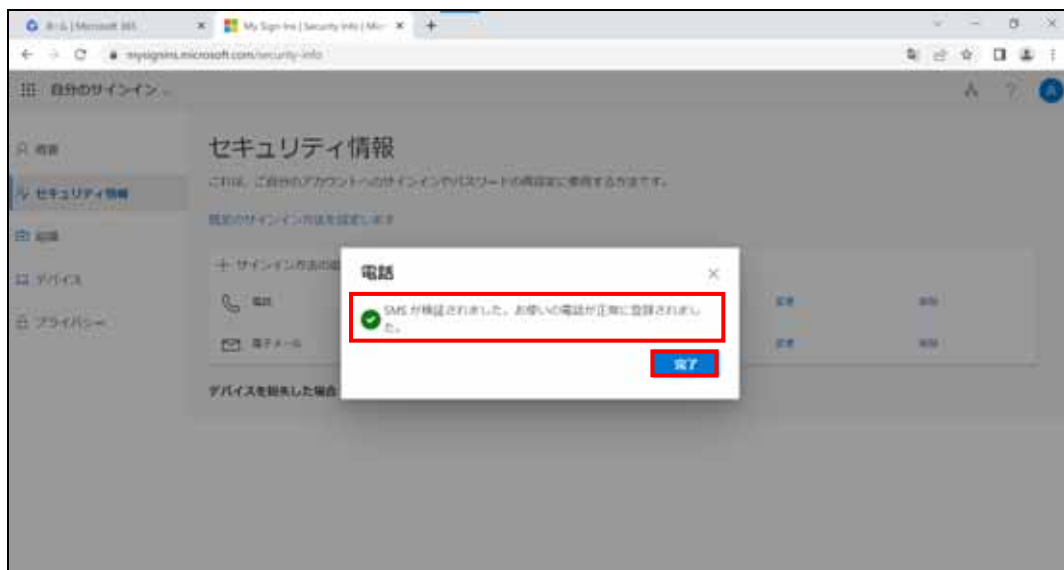 ホーム | Microsoft 365
My Sign-Ins | Security Info | Micr
mysignins.microsoft.com/security-info
自分のサインイン
A
概要
セキュリティ情報
組織
デバイス
プライバシー
セキュリティ情報
これは、ご自分のアカウントへのサインインやパスワードの再設定に使用する方法です。
既定のサインイン方法を設定します
サインイン方法の追
電話
変更
削除
電子メール
変更
削除
デバイスを紛失した場合
電話
SMS が検証されました。お使いの電話が正常に登録されまし
た。
完了